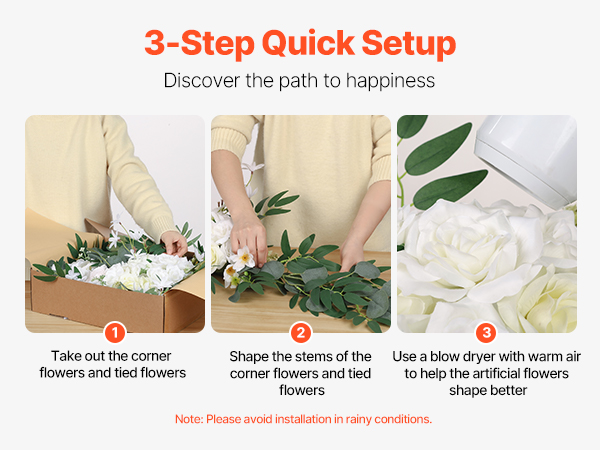 3-Step Quick Setup
Discover the path to happiness
1
Take out the corner
flowers and tied flowers
2
Shape the stems of the
corner flowers and tied
flowers
3
Use a blow dryer with warm air
to help the artificial flowers
shape better
Note: Please avoid installation in rainy conditions.